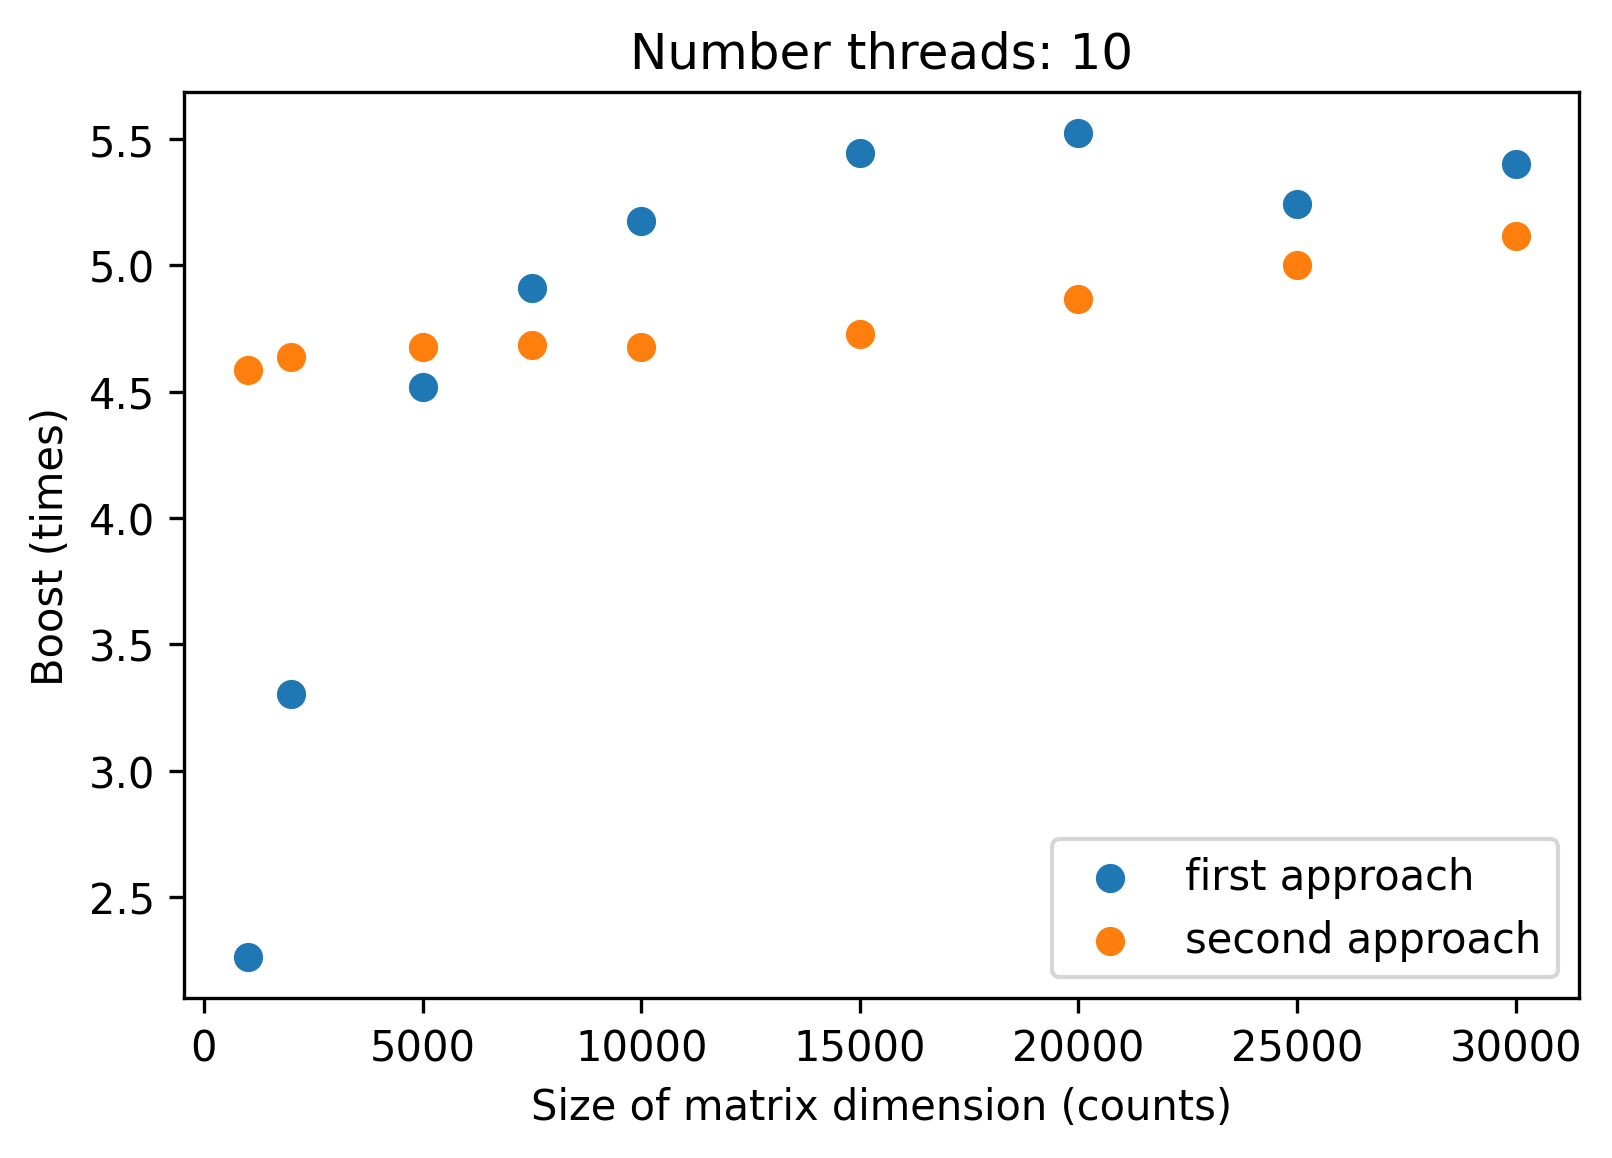 Number threads: 10
Boost (times)
5.5
5.0
4.5
4.0
3.5
3.0
2.5
first approach
second approach
0 5000 10000 15000 20000 25000 30000
Size of matrix dimension (counts)